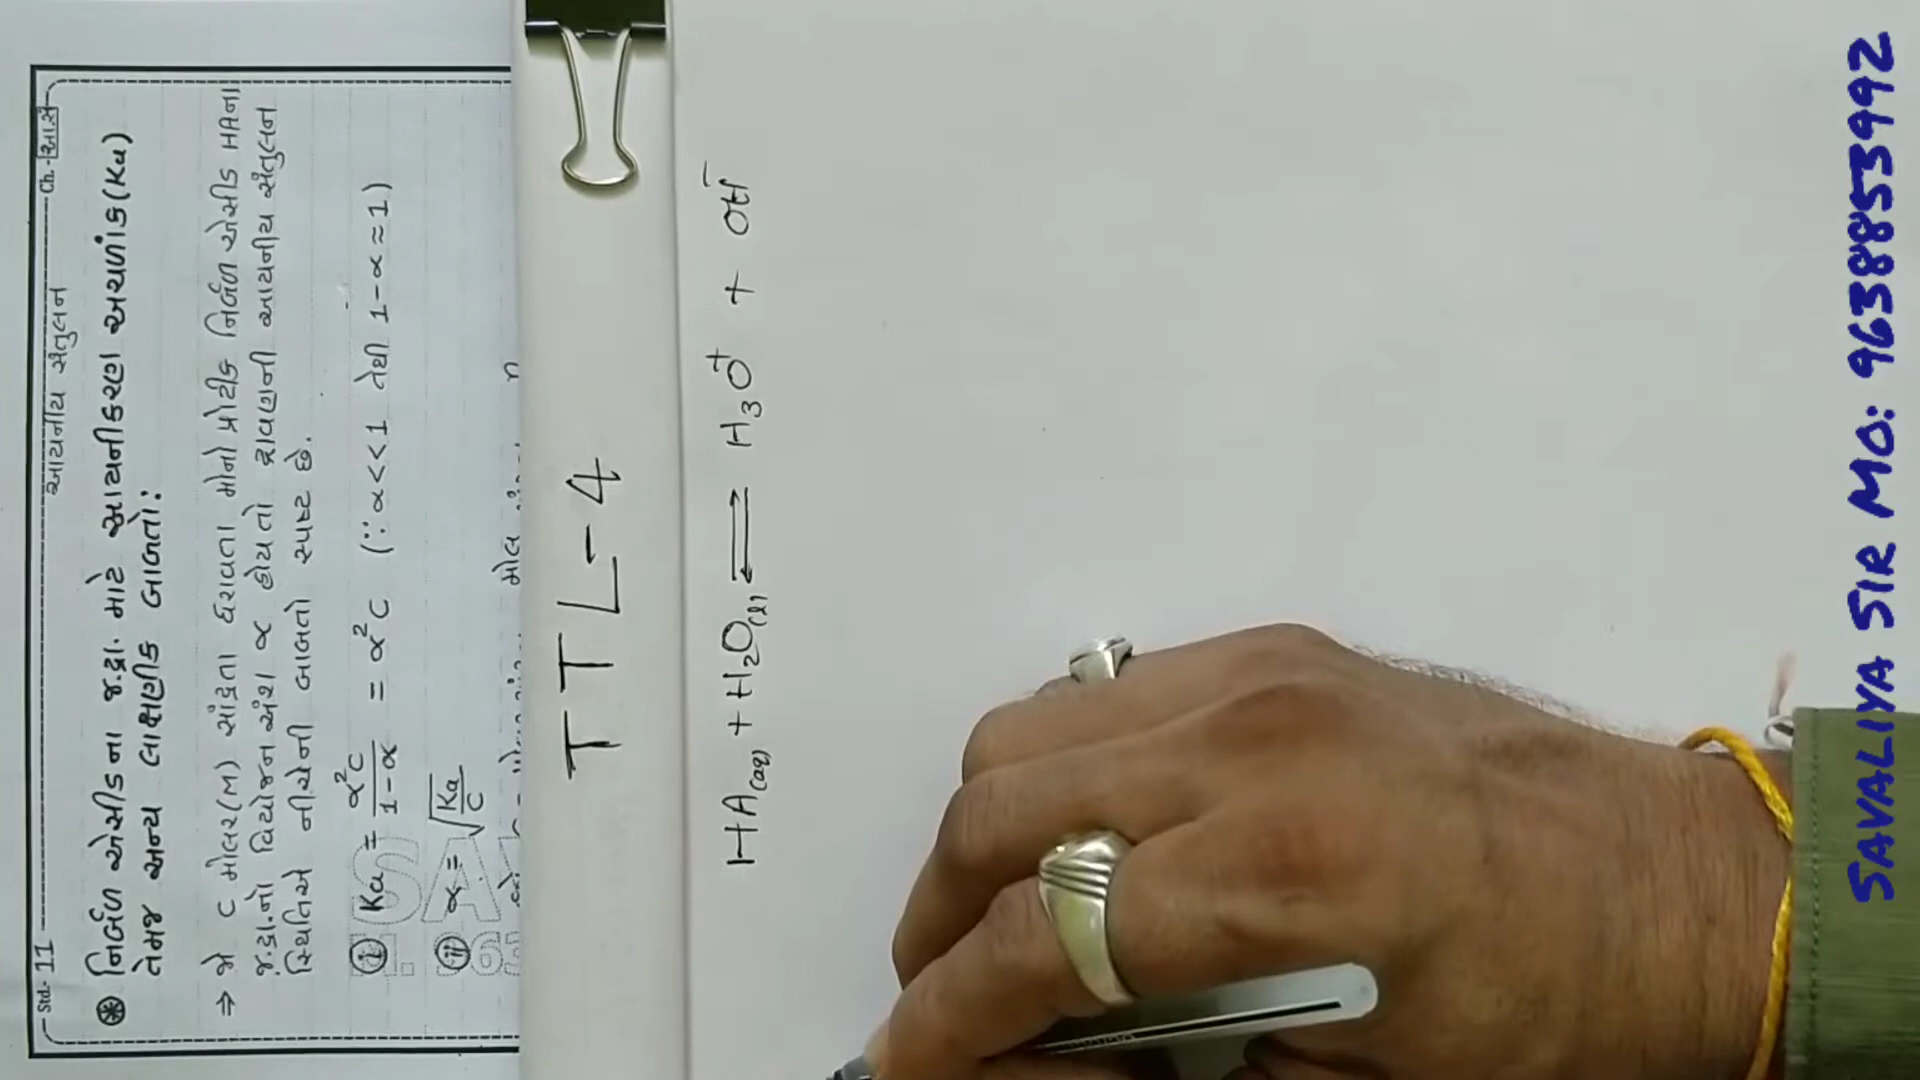 Std.- 11
આયનીય સંતુલન
Ch.- આ.સં
⊛ નિર્બળ એસીડના જ.દ્રા. માટે આયનીકરણ અચળાંક(Ka)
તેમજ અન્ય લાક્ષણીક બાબતો:
⇒ જો C મોલર(M) સાંદ્રતા ધરાવતા મોનો પ્રોટીક નિર્બળ એસીડ HAના
જ.દ્રા.નો વિયોજન અંશ α હોય તો દ્રાવણની આયનીય સંતુલન
સ્થિતિએ નીચેની બાબતો સ્પષ્ટ છે.
(i) Ka = α²C / 1-α = α²C (∵ α<<1 તેથી 1-α≈1)
(ii) α = √(Ka/C)
મોલ
TTL-4
HA(aq) + H₂O(l) ⇌ H₃O⁺ + OH⁻
SAVALIYA SIR MO: 9638853992